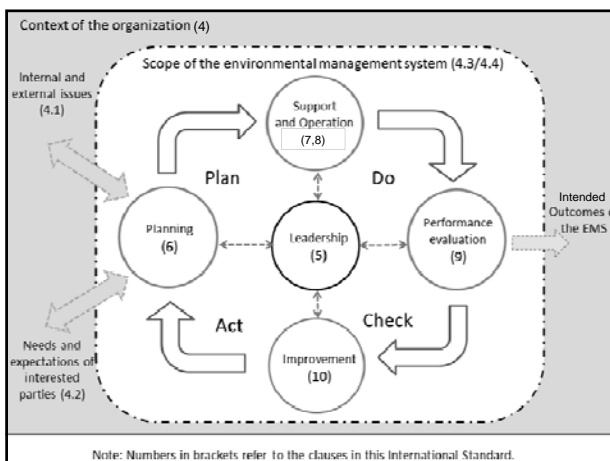 Context of the organization (4)
Scope of the environmental management system (4.3/4.4)
Internal and
external issues
(4.1)
Support
and Operation
(7,8)
Plan
Do
Planning
(6)
Leadership
(5)
Performance
evaluation
(9)
Intended
Outcomes
the EMS
Act
Check
Improvement
(10)
Needs and
expectations of
interested
parties (4.2)
Note: Numbers in brackets refer to the clauses in this International Standard.